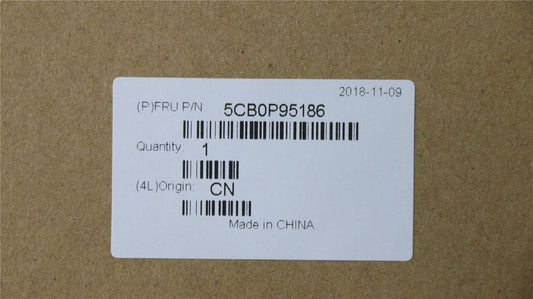 2018-11-09
(P)FRU P/N: 5CB0P95186
Quantity: 1
(4L)Origin: CN
Made in CHINA